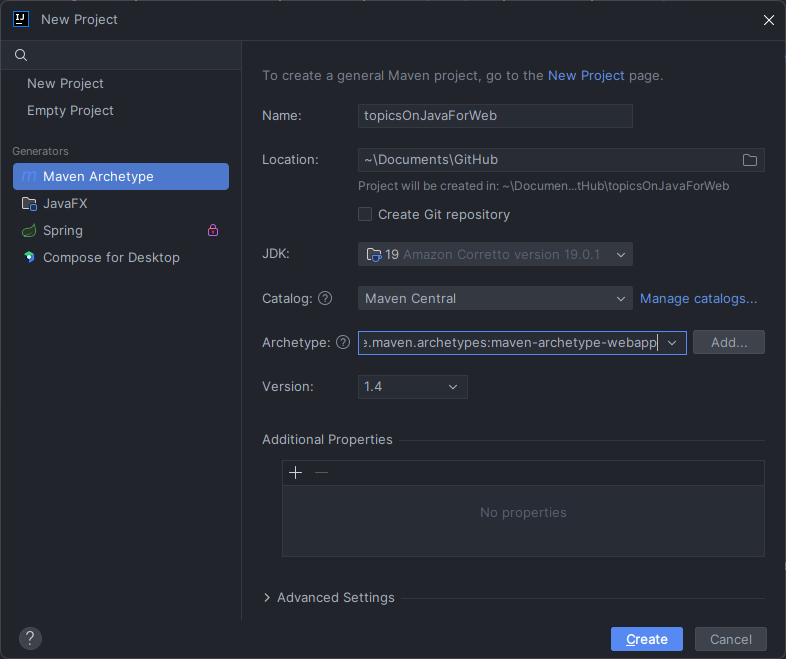 New Project
New Project
Empty Project
Generators
Maven Archetype
JavaFX
Spring
Compose for Desktop
To create a general Maven project, go to the New Project page.
Name: topicsOnJavaForWeb
Location: ~\Documents\GitHub
Project will be created in: ~\Documen...tHub\topicsOnJavaForWeb
Create Git repository
JDK: 19 Amazon Corretto version 19.0.1
Catalog: ? Maven Central Manage catalogs...
Archetype: ? e.maven.archetypes:maven-archetype-webapp Add...
Version: 1.4
Additional Properties
No properties
Advanced Settings
? Create Cancel